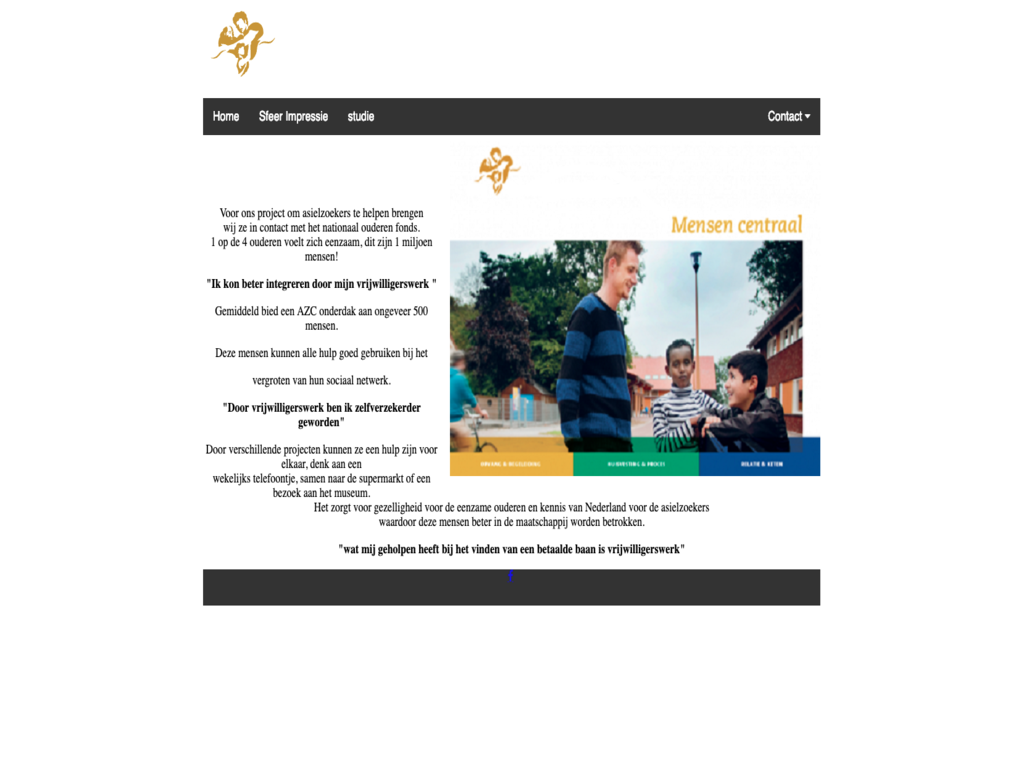 Home
Sfeer Impressie
studie
Contact
Mensen centraal
Voor ons project om asielzoekers te helpen brengen
wij ze in contact met het nationaal ouderen fonds.
1 op de 4 ouderen voelt zich eenzaam, dit zijn 1 miljoen
mensen!
"Ik kon beter integreren door mijn vrijwilligerswerk "
Gemiddeld bied een AZC onderdak aan ongeveer 500
mensen.
Deze mensen kunnen alle hulp goed gebruiken bij het
vergroten van hun sociaal netwerk.
"Door vrijwilligerswerk ben ik zelfverzekerder
geworden"
Door verschillende projecten kunnen ze een hulp zijn voor
elkaar, denk aan een
wekelijks telefoontje, samen naar de supermarkt of een
bezoek aan het museum.
OPVANG & BEGELEIDING
HUISVESTING & PROCES
RELATIE & KETEN
Het zorgt voor gezelligheid voor de eenzame ouderen en kennis van Nederland voor de asielzoekers
waardoor deze mensen beter in de maatschappij worden betrokken.
"wat mij geholpen heeft bij het vinden van een betaalde baan is vrijwilligerswerk"
f